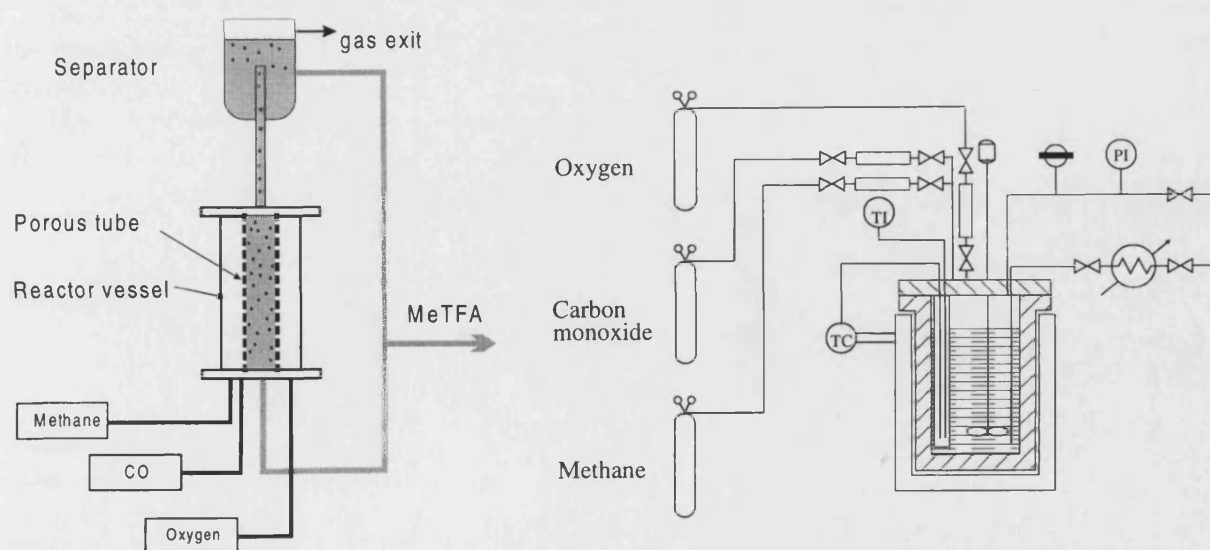 gas exit
Separator
Porous tube
Reactor vessel
MeTFA
Methane
CO
Oxygen
Oxygen
Carbon
monoxide
Methane
TI
PI
TC